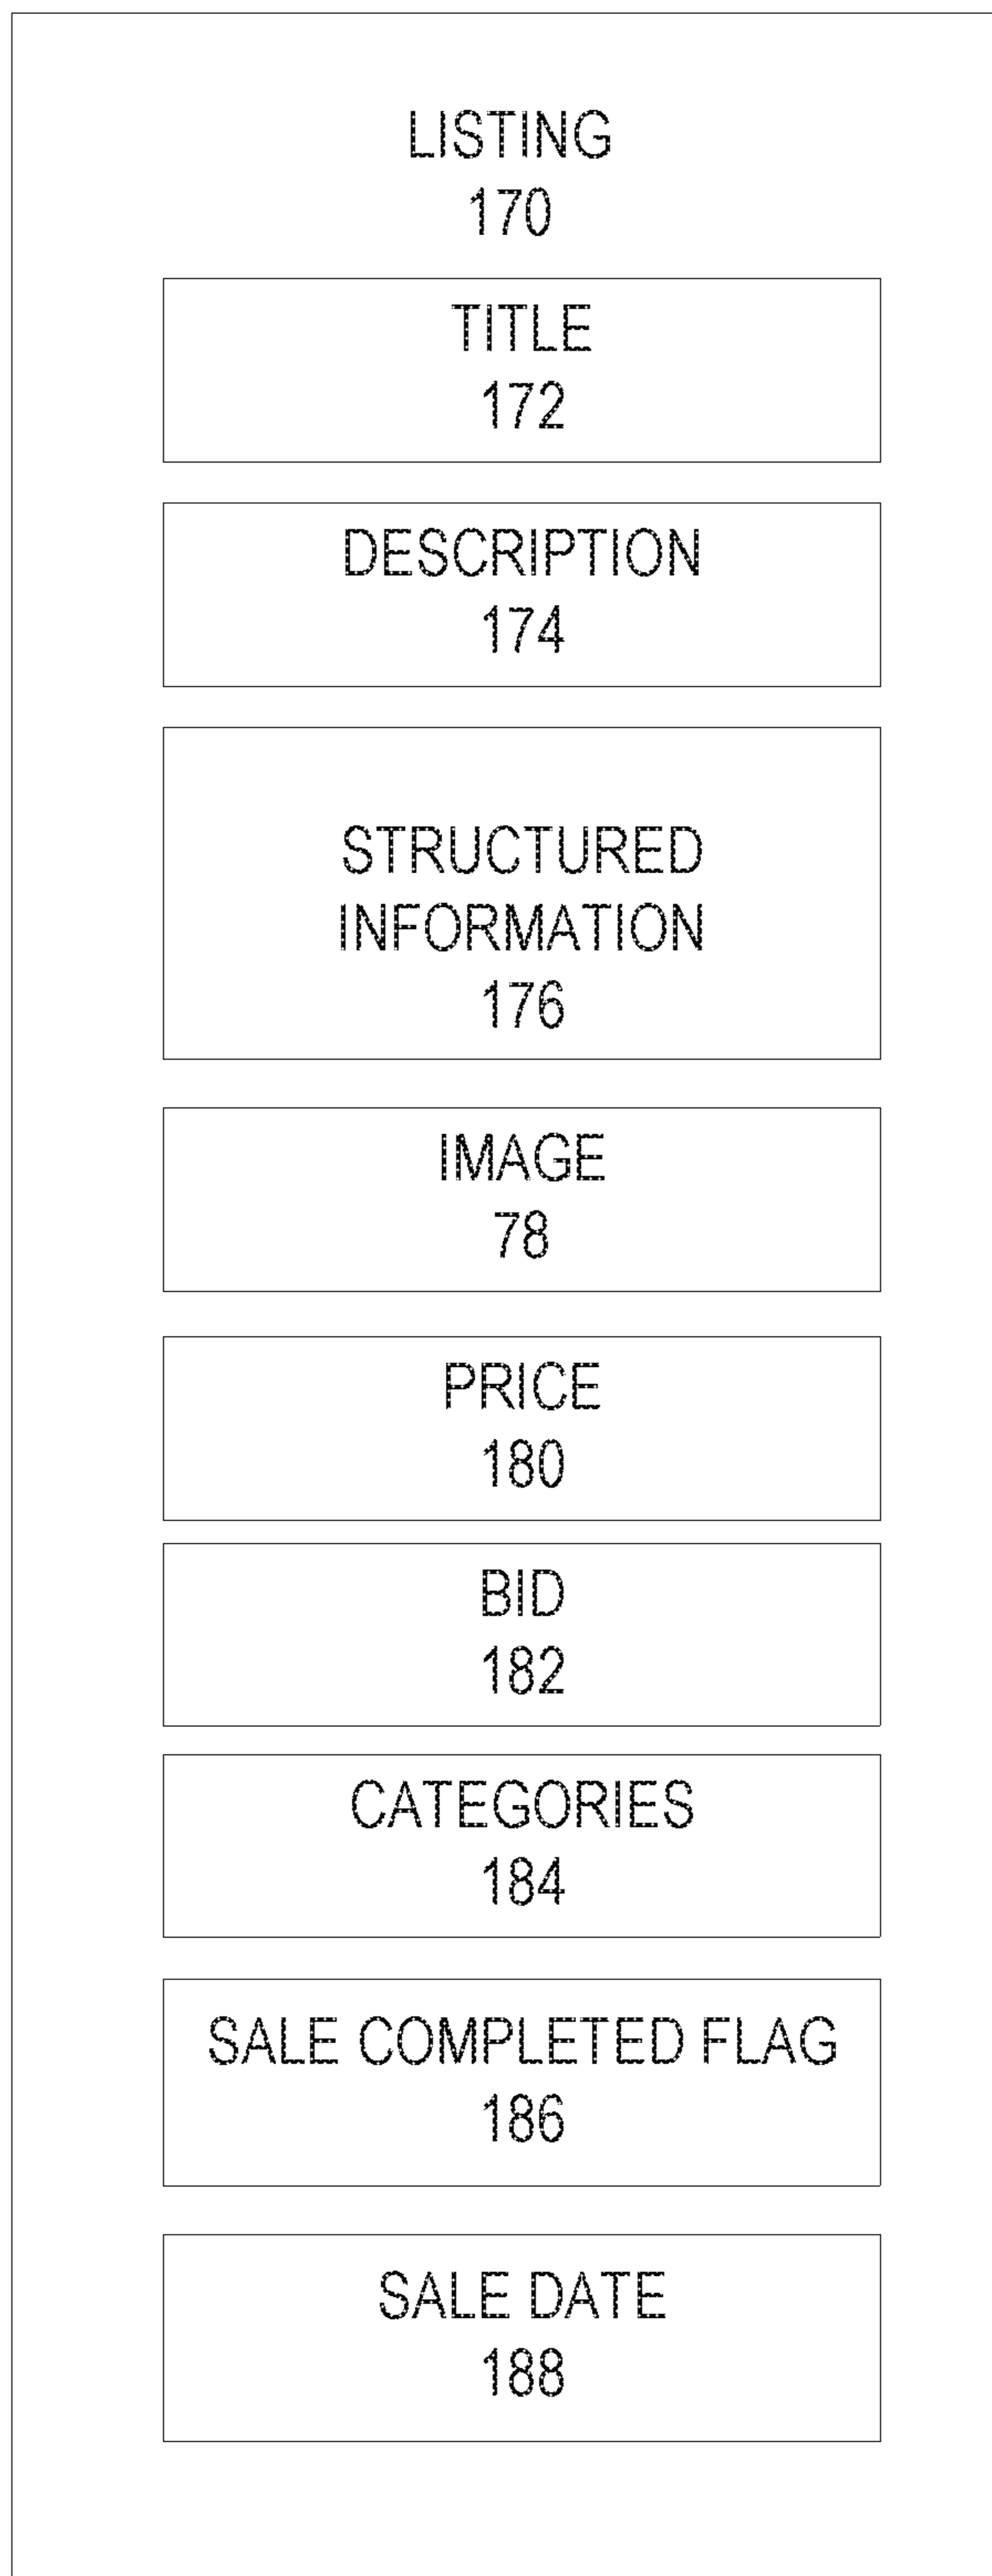 LISTING
170
TITLE
172
DESCRIPTION
174
STRUCTURED
INFORMATION
176
IMAGE
78
PRICE
180
BID
182
CATEGORIES
184
SALE COMPLETED FLAG
186
SALE DATE
188